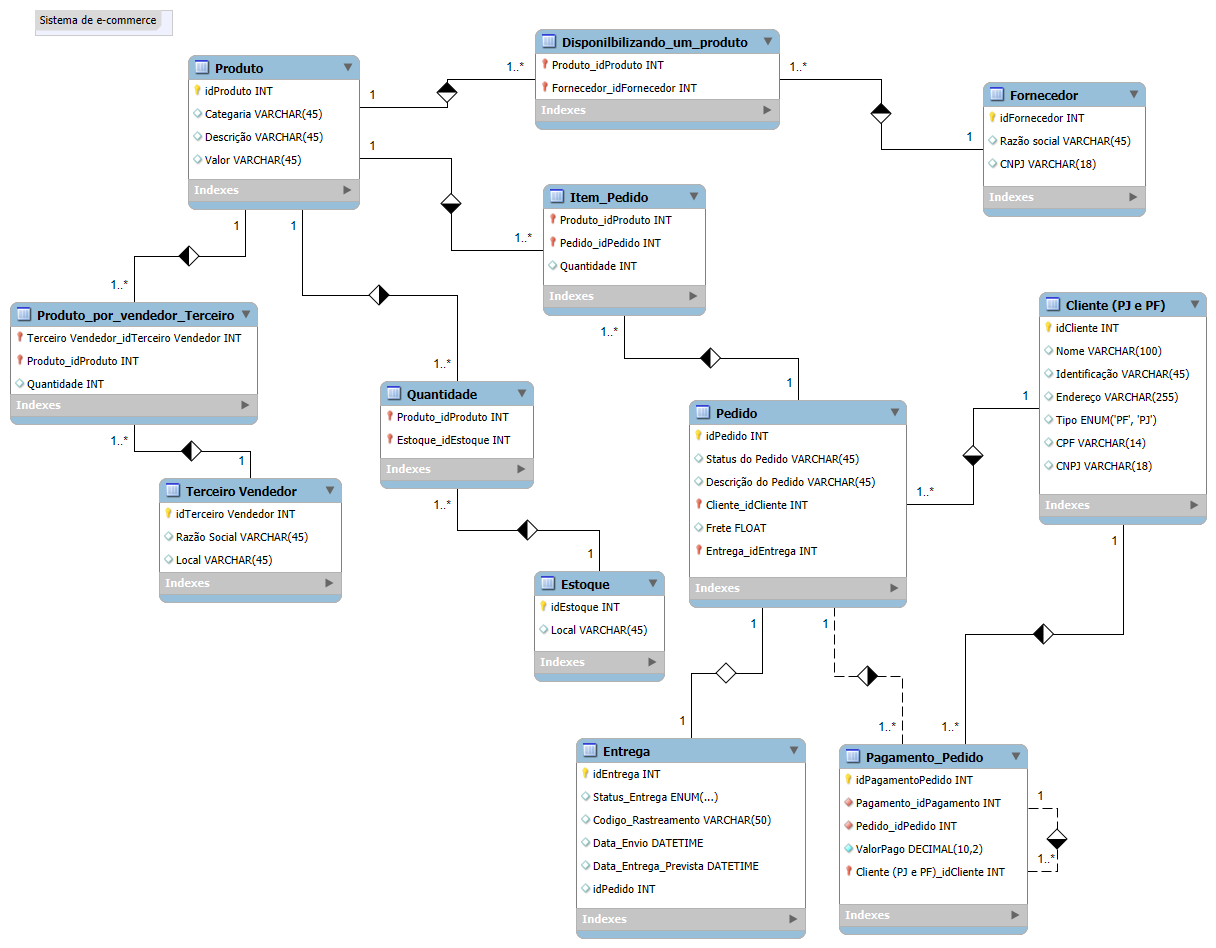 Sistema de e-commerce
Produto
idProduto INT
Categaria VARCHAR(45)
Descrição VARCHAR(45)
Valor VARCHAR(45)
Indexes
1
1..*
Disponilbilizando_um_produto
Produto_idProduto INT
Fornecedor_idFornecedor INT
Indexes
1..*
1
Fornecedor
idFornecedor INT
Razão social VARCHAR(45)
CNPJ VARCHAR(18)
Indexes
1
1..*
Item_Pedido
Produto_idProduto INT
Pedido_idPedido INT
Quantidade INT
Indexes
1
1..*
Produto_por_vendedor_Terceiro
Terceiro Vendedor_idTerceiro Vendedor INT
Produto_idProduto INT
Quantidade INT
Indexes
1..*
1
Terceiro Vendedor
idTerceiro Vendedor INT
Razão Social VARCHAR(45)
Local VARCHAR(45)
Indexes
1
1..*
Quantidade
Produto_idProduto INT
Estoque_idEstoque INT
Indexes
1..*
1
Estoque
idEstoque INT
Local VARCHAR(45)
Indexes
1..*
1
Pedido
idPedido INT
Status do Pedido VARCHAR(45)
Descrição do Pedido VARCHAR(45)
Cliente_idCliente INT
Frete FLOAT
Entrega_idEntrega INT
Indexes
1
1..*
Cliente (PJ e PF)
idCliente INT
Nome VARCHAR(100)
Identificação VARCHAR(45)
Endereço VARCHAR(255)
Tipo ENUM('PF', 'PJ')
CPF VARCHAR(14)
CNPJ VARCHAR(18)
Indexes
1
1..*
1
1
Entrega
idEntrega INT
Status_Entrega ENUM(...)
Codigo_Rastreamento VARCHAR(50)
Data_Envio DATETIME
Data_Entrega_Prevista DATETIME
idPedido INT
Indexes
1
1..*
Pagamento_Pedido
idPagamentoPedido INT
Pagamento_idPagamento INT
Pedido_idPedido INT
ValorPago DECIMAL(10,2)
Cliente (PJ e PF)_idCliente INT
Indexes
1
1..*